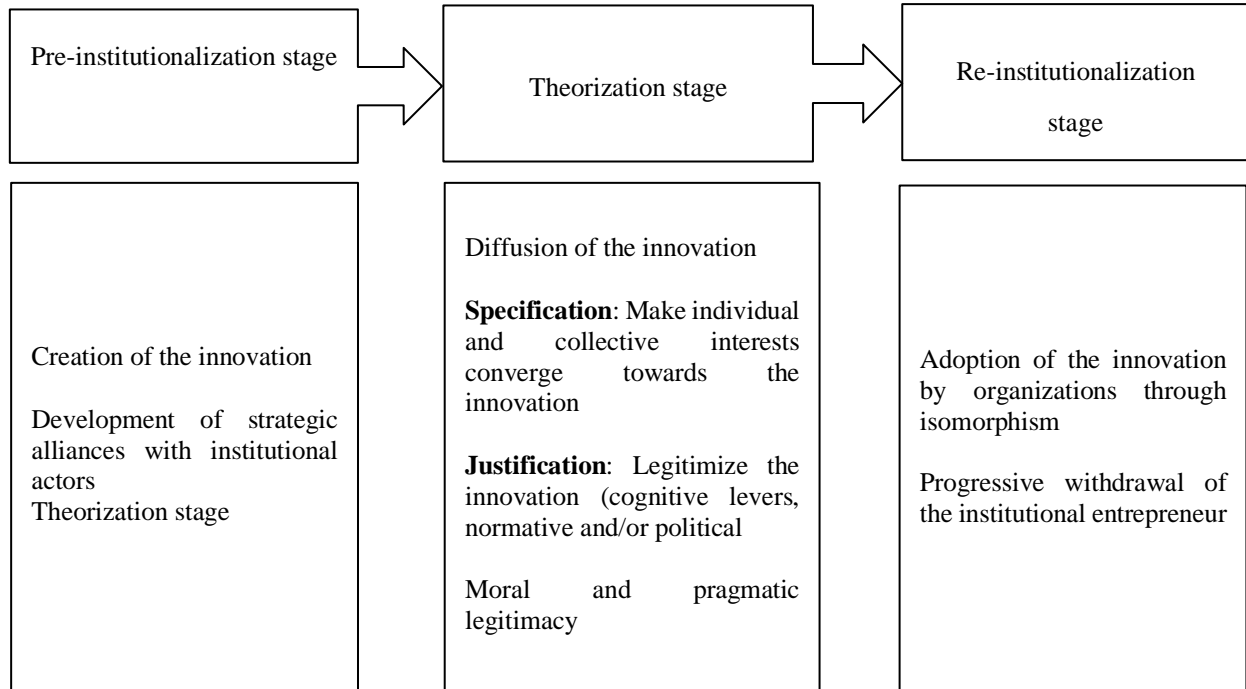 Pre-institutionalization stage
Theorization stage
Re-institutionalization
stage
Creation of the innovation
Development of strategic
alliances with institutional
actors
Theorization stage
Diffusion of the innovation
Specification: Make individual
and collective interests
converge towards the
innovation
Justification: Legitimize the
innovation (cognitive levers,
normative and/or political
Moral and pragmatic
legitimacy
Adoption of the innovation
by organizations through
isomorphism
Progressive withdrawal of
the institutional entrepreneur